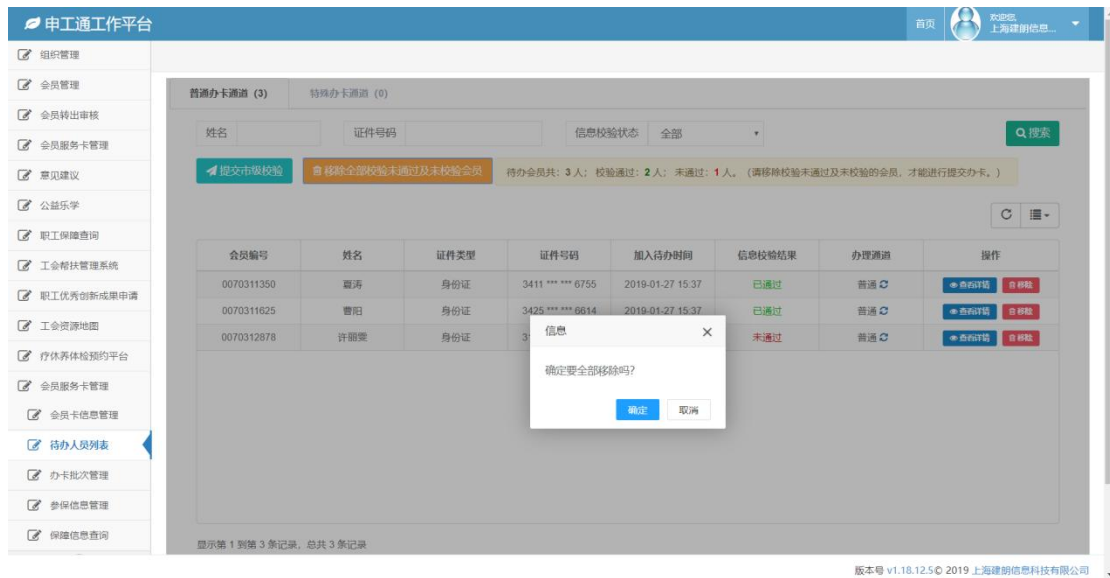 申工通工作平台
首页
欢迎您,
上海建朗信息...
组织管理
会员管理
会员转出审核
会员服务卡管理
意见建议
公益乐学
职工保障查询
工会帮扶管理系统
职工优秀创新成果申请
工会资源地图
疗休养体检预约平台
会员服务卡管理
会员卡信息管理
待办人员列表
办卡批次管理
参保信息管理
保障信息查询
普通办卡通道 (3) 特殊办卡通道 (0)
姓名 证件号码 信息校验状态 全部 搜索
提交市级校验 移除全部校验未通过及未校验会员 待办会员共: 3 人; 校验通过: 2 人; 未通过: 1 人。 (请移除校验未通过及未校验的会员, 才能进行提交办卡。)
会员编号 姓名 证件类型 证件号码 加入待办时间 信息校验结果 办理通道 操作
0070311350 夏涛 身份证 3411 *** *** 6755 2019-01-27 15:37 已通过 普通 查看详情 移除
0070311625 曹阳 身份证 3425 *** *** 6614 2019-01-27 15:37 已通过 普通 查看详情 移除
0070312878 许丽雯 身份证 未通过 普通 查看详情 移除
信息
确定要全部移除吗?
确定 取消
显示第 1 到第 3 条记录, 总共 3 条记录
版本号 v1.18.12.5© 2019 上海建朗信息科技有限公司